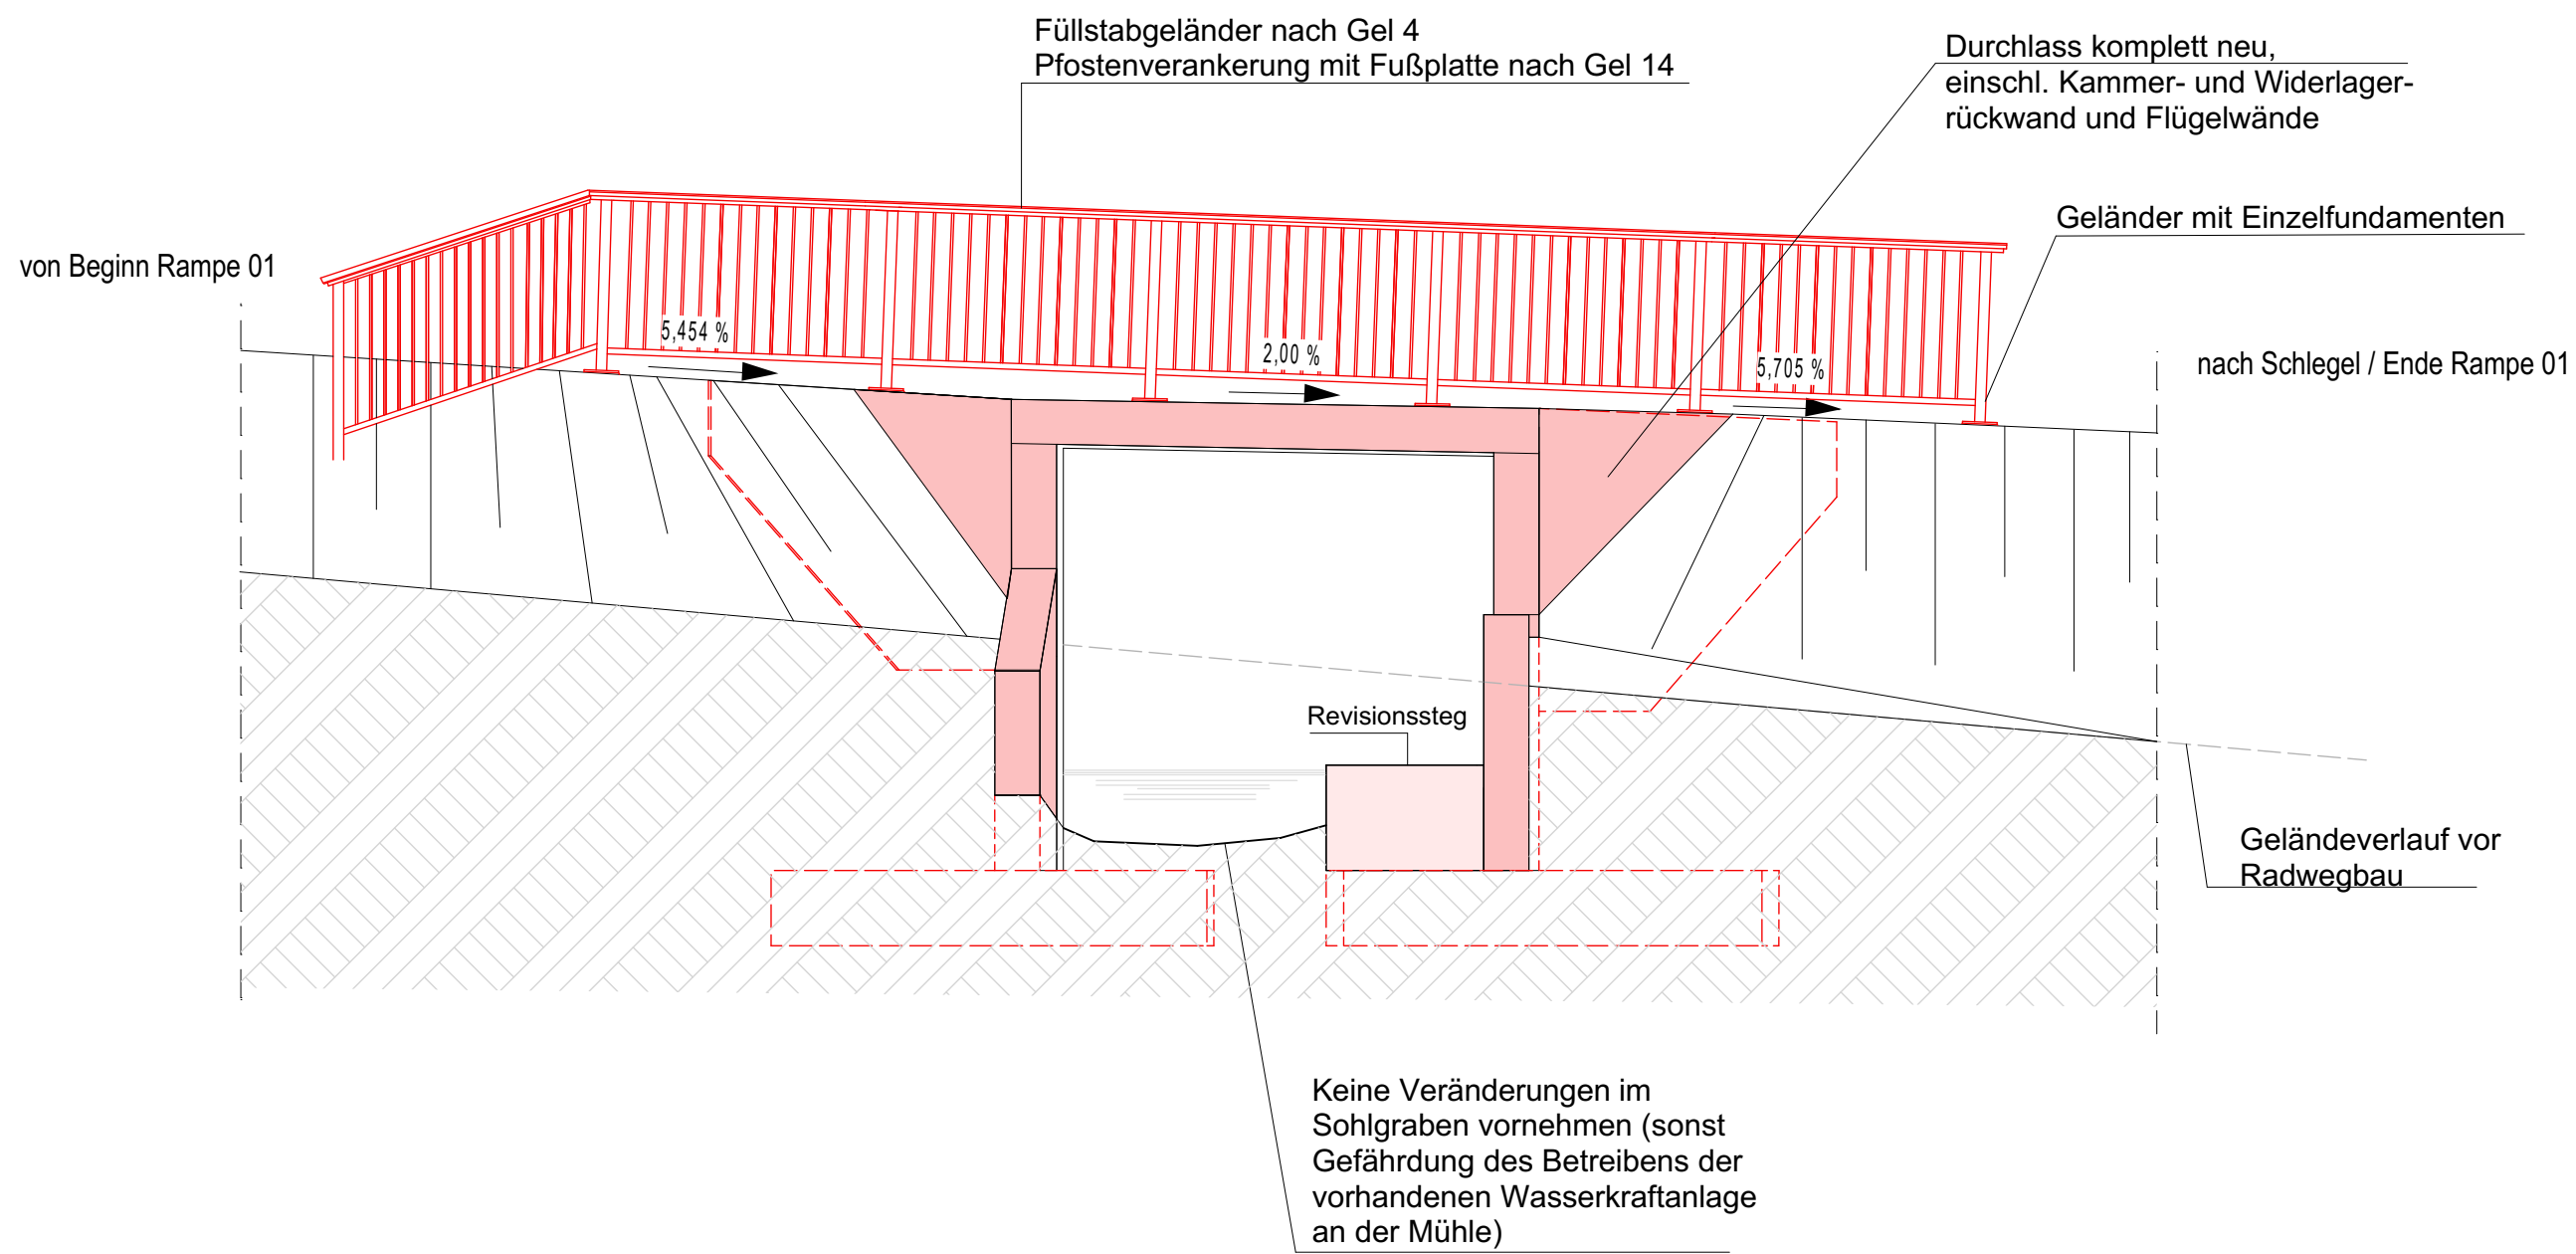 Füllstabgeländer nach Gel 4
Pfostenverankerung mit Fußplatte nach Gel 14
Durchlass komplett neu,
einschl. Kammer- und Widerlager-
rückwand und Flügelwände
Geländer mit Einzelfundamenten
von Beginn Rampe 01
5,454 %
2,00 %
5,705 %
nach Schlegel / Ende Rampe 01
Revisionssteg
Geländeverlauf vor
Radwegbau
Keine Veränderungen im
Sohlgraben vornehmen (sonst
Gefährdung des Betreibens der
vorhandenen Wasserkraftanlage
an der Mühle)